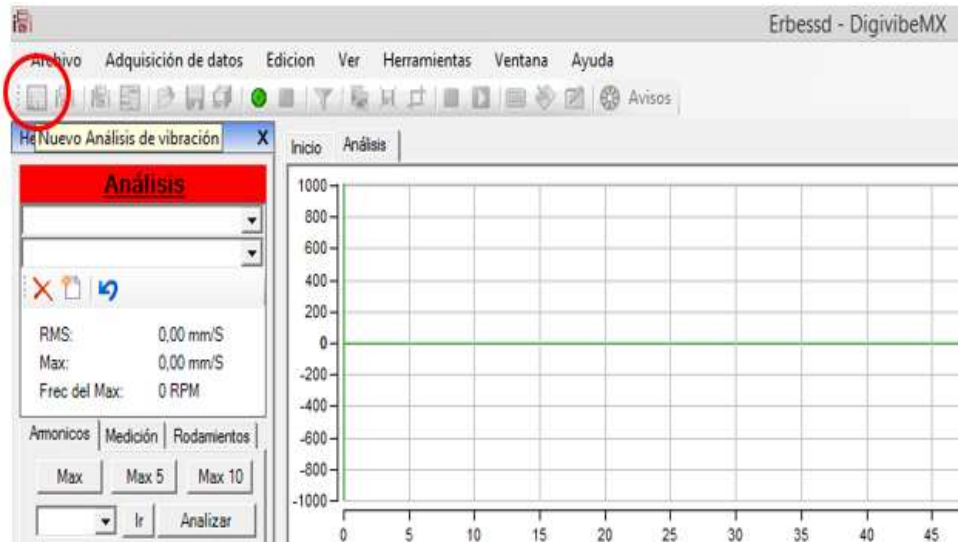 Erbessd - DigivibeMX
Archivo Adquisición de datos Edicion Ver Herramientas Ventana Ayuda
Avisos
He
Nuevo Análisis de vibración X
Inicio Análisis
Análisis
RMS: 0,00 mm/S
Max: 0,00 mm/S
Frec del Max: 0 RPM
Armonicos Medición Rodamientos
Max Max 5 Max 10
Ir Analizar
1000
800
600
400
200
0
-200
-400
-600
-800
-1000
0 5 10 15 20 25 30 35 40 45